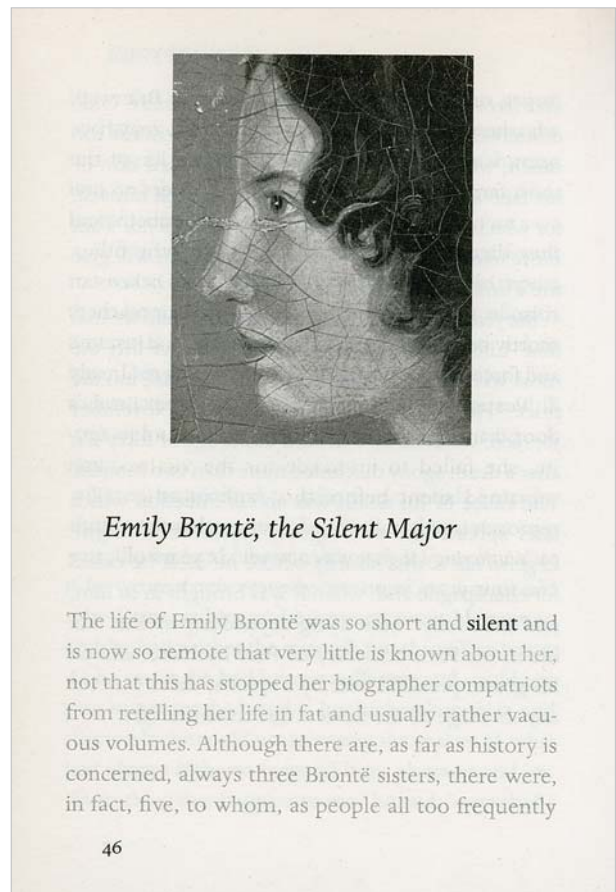 Emily Brontë, the Silent Major
The life of Emily Brontë was so short and silent and
is now so remote that very little is known about her,
not that this has stopped her biographer compatriots
from retelling her life in fat and usually rather vacu-
ous volumes. Although there are, as far as history is
concerned, always three Brontë sisters, there were,
in fact, five, to whom, as people all too frequently
46